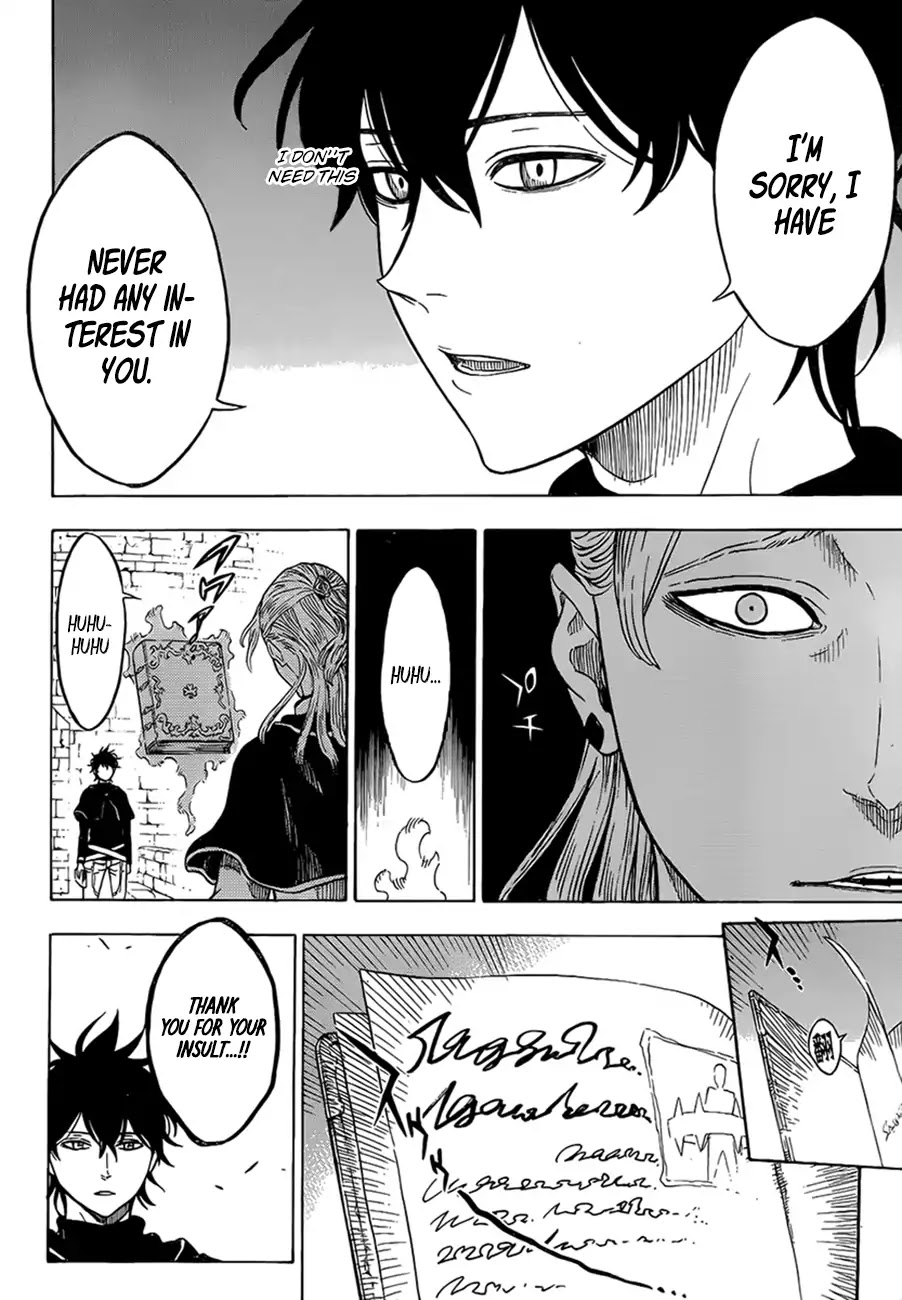 I'M
SORRY, I
HAVE
I DON''T
NEED THIS
NEVER
HAD ANY IN-
TEREST IN
YOU.
HUHU...
HUHU-
HUHU
THANK
YOU FOR YOUR
INSULT...!!